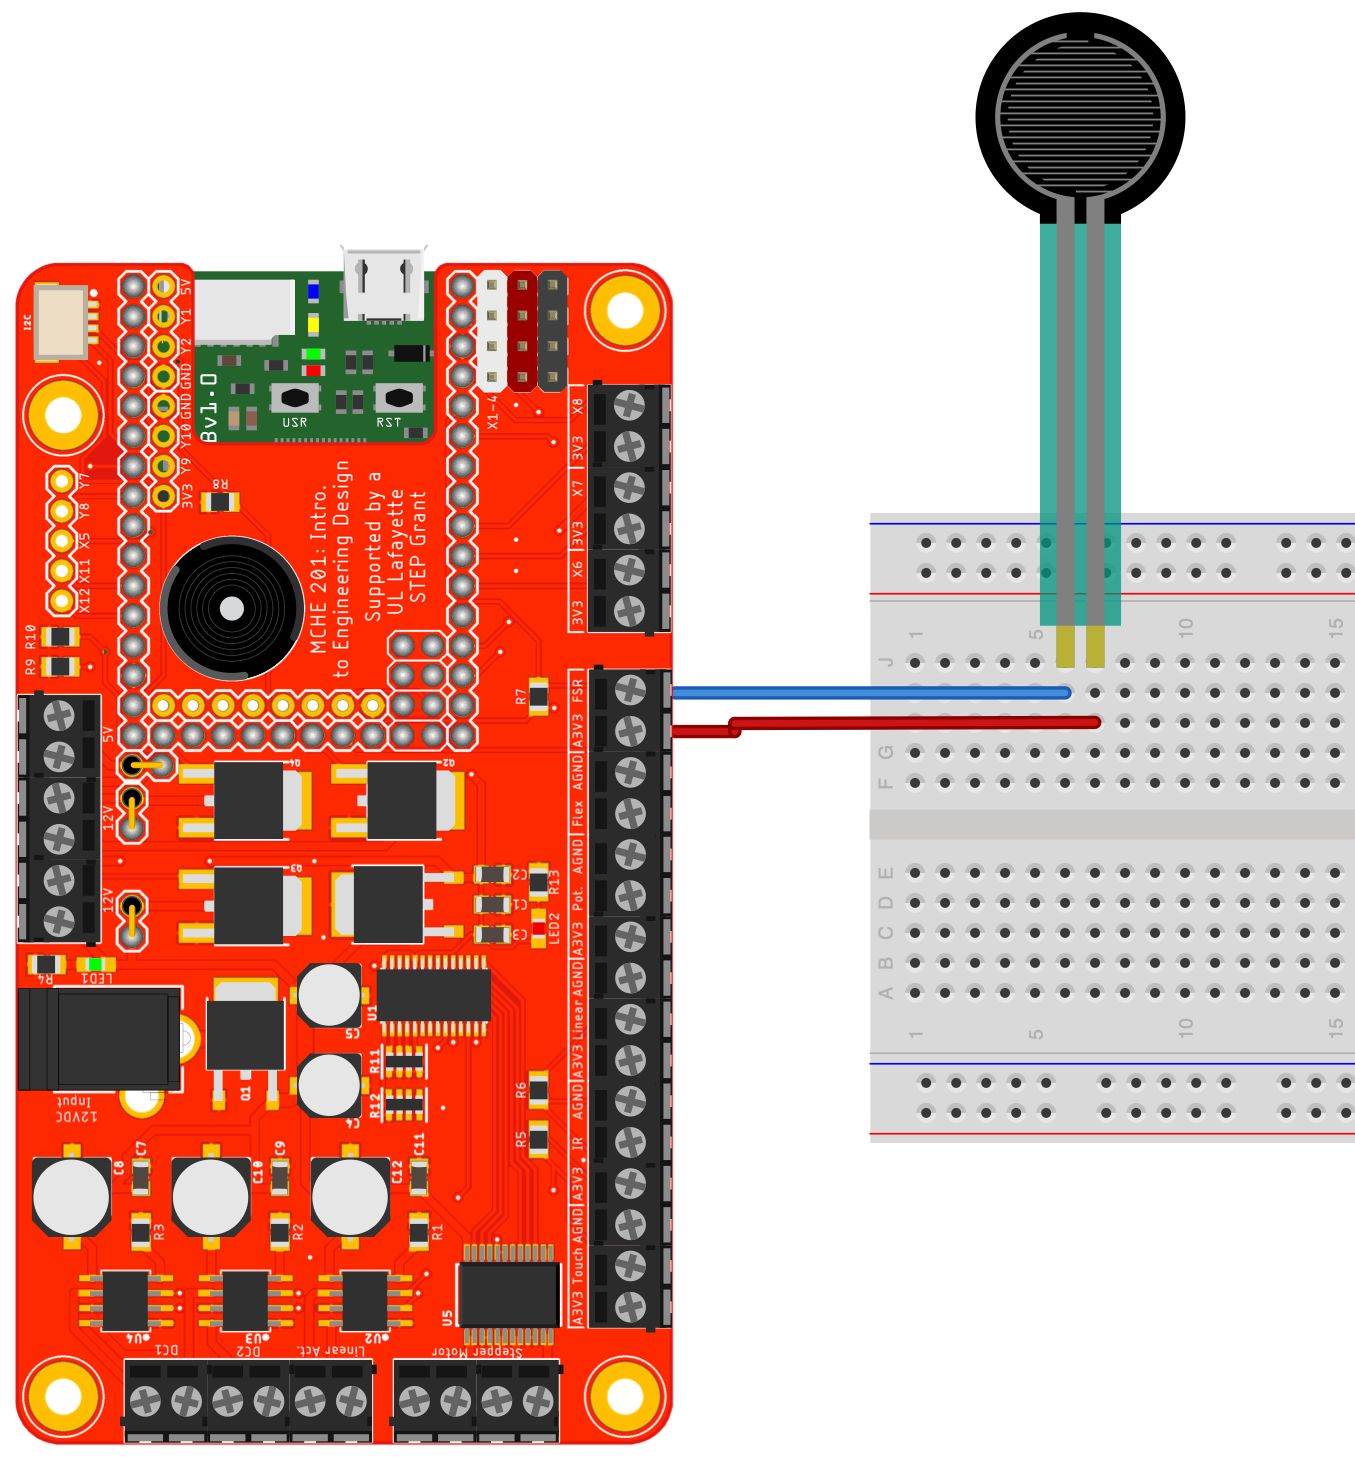 I2C
5V
Y1
Y2
GND
GND
Y10
Y9
3V3
Bv1.0
USR
RST
X1-4
X8
3V3
X7
3V3
X6
3V3
Y7
Y8
X5
X11
X12
R8
MCHE 201: Intro.
to Engineering Design
Supported by a
UL Lafayette
STEP Grant
R10
R9
R7
5V
12V
12V
Q4
Q2
Q3
C2
C1
C3
R13
LED2
R4
LED1
12VDC
Input
Q1
C5
C4
U1
R11
R12
R6
R5
C8
C7
C10
C9
C12
C11
R3
R2
R1
U4
U3
U2
U5
DC1
DC2
Linear Act.
Stepper Motor
FSR
A3V3
AGND
Flex
AGND
Pot.
A3V3
AGND
Linear
A3V3
AGND
IR
A3V3
AGND
Touch
A3V3
1
5
10
15
J
G
F
E
D
C
B
A
1
5
10
15